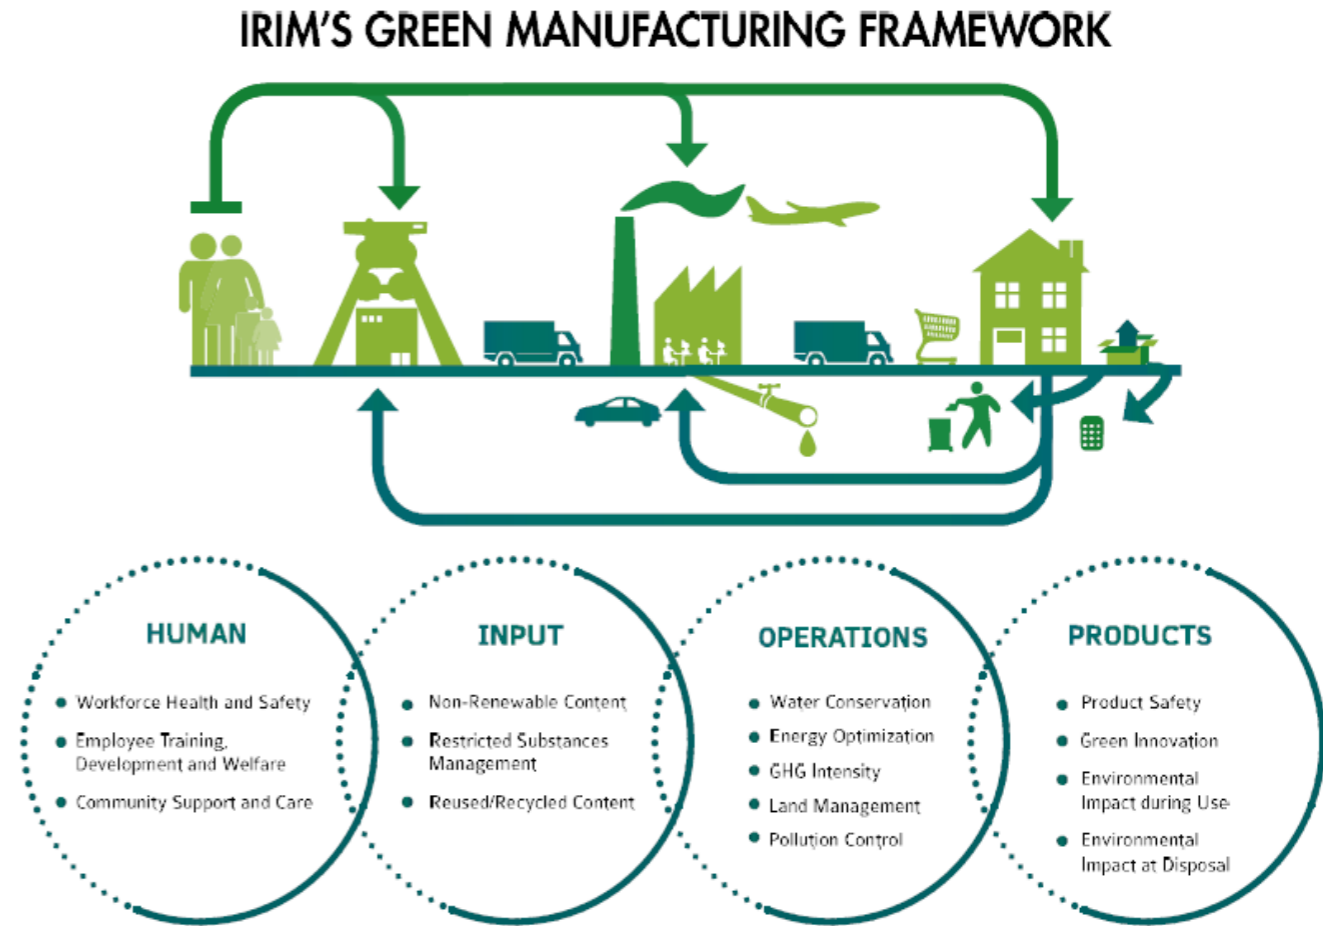 IRIM'S GREEN MANUFACTURING FRAMEWORK
HUMAN
Workforce Health and Safety
Employee Training,
Development and Welfare
Community Support and Care
INPUT
Non-Renewable Content
Restricted Substances
Management
Reused/Recycled Content
OPERATIONS
Water Conservation
Energy Optimization
GHG Intensity
Land Management
Pollution Control
PRODUCTS
Product Safety
Green Innovation
Environmental
Impact during Use
Environmental
Impact at Disposal